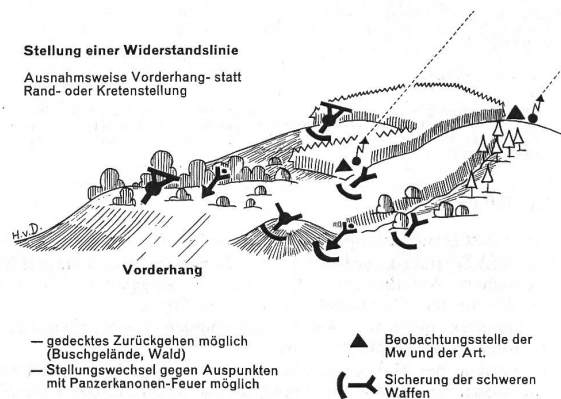 Stellung einer Widerstandslinie
Ausnahmsweise Vorderhang- statt
Rand- oder Kretenstellung
H.v.D.
Vorderhang
— gedecktes Zurückgehen möglich
(Buschgelände, Wald)
— Stellungswechsel gegen Auspunkten
mit Panzerkanonen-Feuer möglich
Beobachtungsstelle der
Mw und der Art.
Sicherung der schweren
Waffen